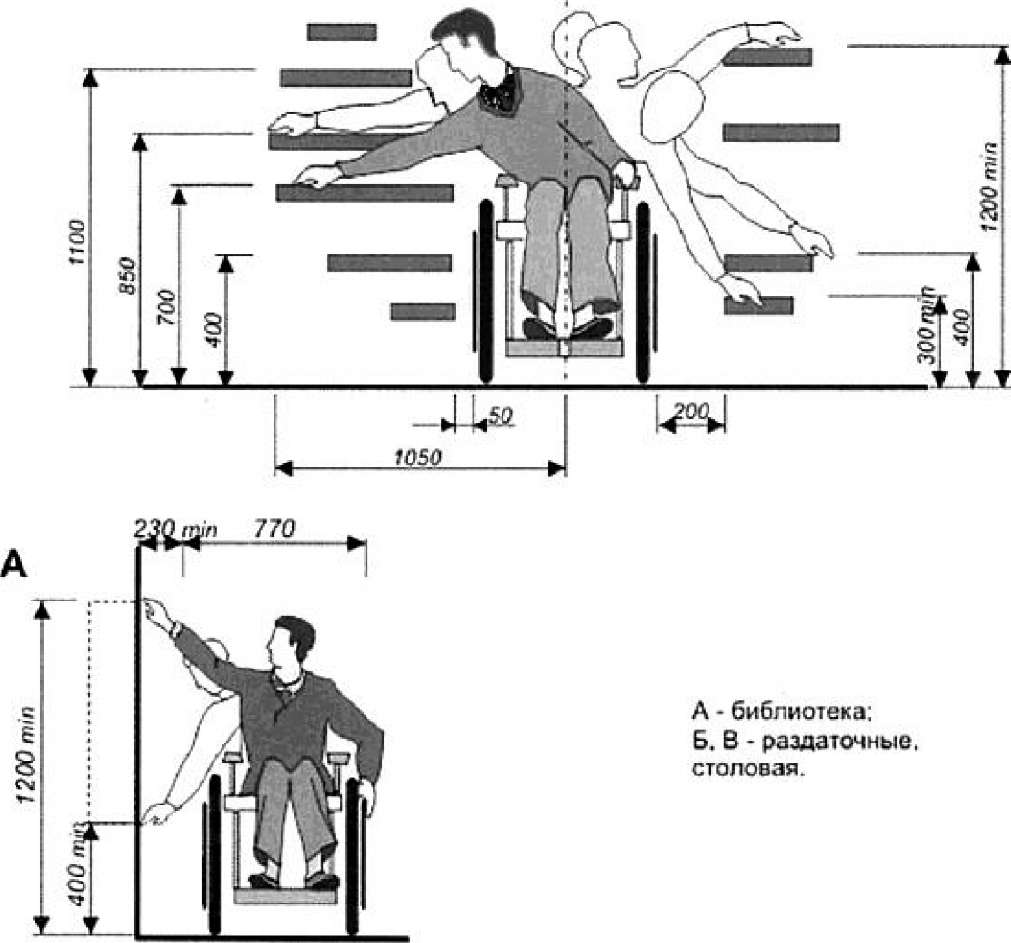 1100
850
700
400
1200 min
400
300 min
50
200
1050
230 min
770
А
1200 min
400 min
А - библиотека;
Б, В - раздаточные,
столовая.